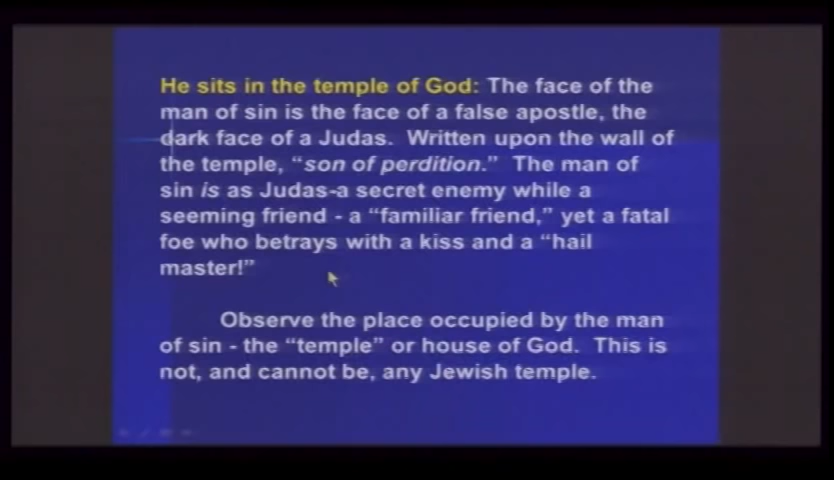 He sits in the temple of God: The face of the
man of sin is the face of a false apostle, the
dark face of a Judas. Written upon the wall of
the temple, “son of perdition.” The man of
sin is as Judas-a secret enemy while a
seeming friend - a “familiar friend,” yet a fatal
foe who betrays with a kiss and a “hail
master!”
Observe the place occupied by the man
of sin - the “temple” or house of God. This is
not, and cannot be, any Jewish temple.